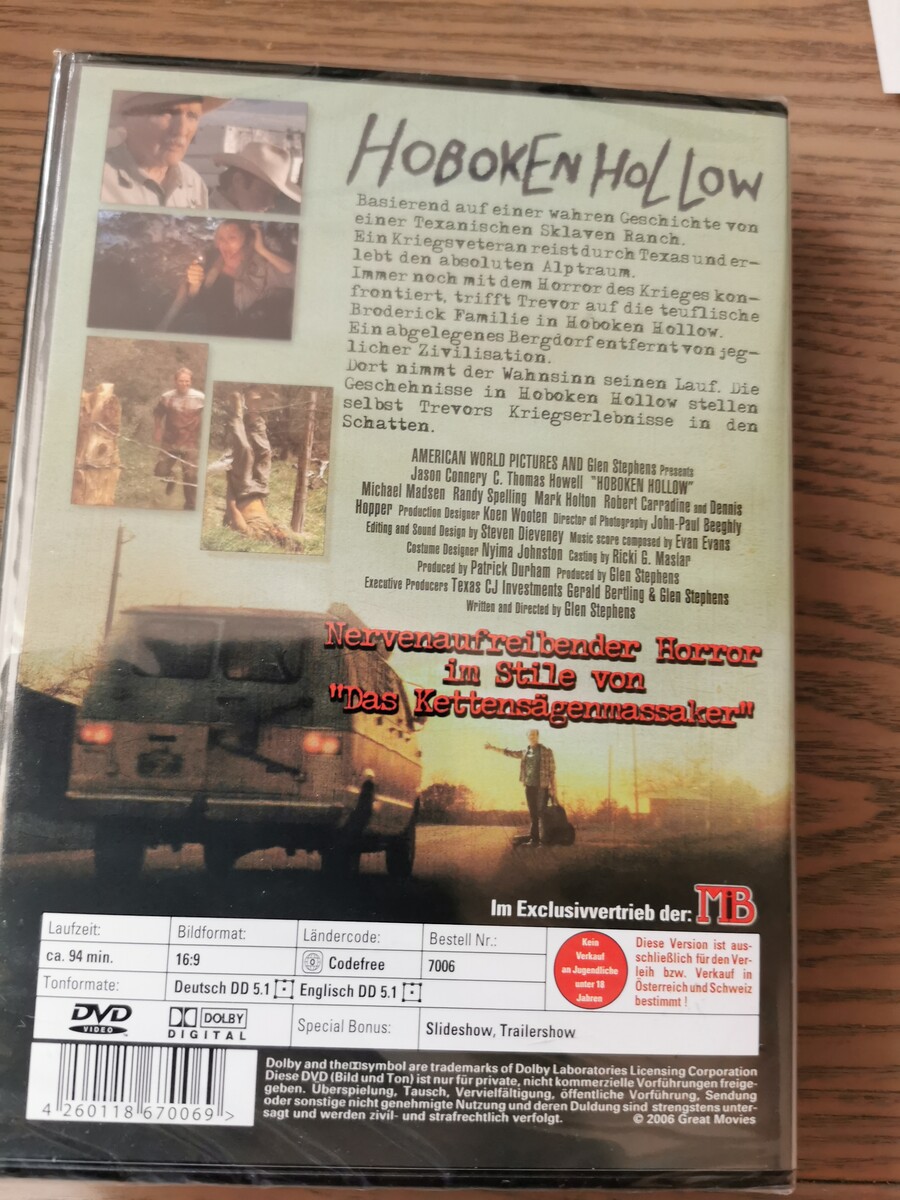 HOBOKEN HOLLOW
Basierend auf einer wahren Geschichte von
einer Texanischen Sklaven Ranch.
Ein Kriegsveteran reist durch Texas und er-
lebt den absoluten Alptraum.
Immer noch mit dem Horror des Krieges kon-
frontiert, trifft Trevor auf die teuflische
Broderick Familie in Hoboken Hollow.
Ein abgelegenes Bergdorf entfernt von jeg-
licher Zivilisation.
Dort nimmt der Wahnsinn seinen Lauf. Die
Geschehnisse in Hoboken Hollow stellen
selbst Trevors Kriegserlebnisse in den
Schatten.
AMERICAN WORLD PICTURES AND Glen Stephens Presents
Jason Connery C. Thomas Howell "HOBOKEN HOLLOW"
Michael Madsen Randy Spelling Mark Holton Robert Carradine and Dennis
Hopper Production Designer Koen Wooten Director of Photography John-Paul Beeghly
Editing and Sound Design by Steven Dieveney Music score composed by Evan Evans
Costume Designer Nyima Johnston Casting by Ricki G. Maslar
Produced by Patrick Durham Produced by Glen Stephens
Executive Producers Texas CJ Investments Gerald Bertling & Glen Stephens
Written and Directed by Glen Stephens
Nervenaufreibender Horror
im Stile von
"Das Kettensägenmassaker"
Im Exclusivvertrieb der: MiB
Laufzeit: Bildformat: Ländercode: Bestell Nr.:
ca. 94 min. 16:9 Codefree 7006
Tonformate: Deutsch DD 5.1 Englisch DD 5.1
Kein
Verkauf
an Jugendliche
unter 18
Jahren
Diese Version ist aus-
schließlich für den Ver-
leih bzw. Verkauf in
Österreich und Schweiz
bestimmt !
DVD
VIDEO
DOLBY
DIGITAL
Special Bonus: Slideshow, Trailershow
4 260118 670069 >
Dolby and the symbol are trademarks of Dolby Laboratories Licensing Corporation
Diese DVD (Bild und Ton) ist nur für private, nicht kommerzielle Vorführungen freige-
geben. Überspielung, Tausch, Vervielfältigung, öffentliche Vorführung, Sendung
oder sonstige nicht genehmigte Nutzung und deren Duldung sind strengstens unter-
sagt und werden zivil- und strafrechtlich verfolgt. © 2006 Great Movies